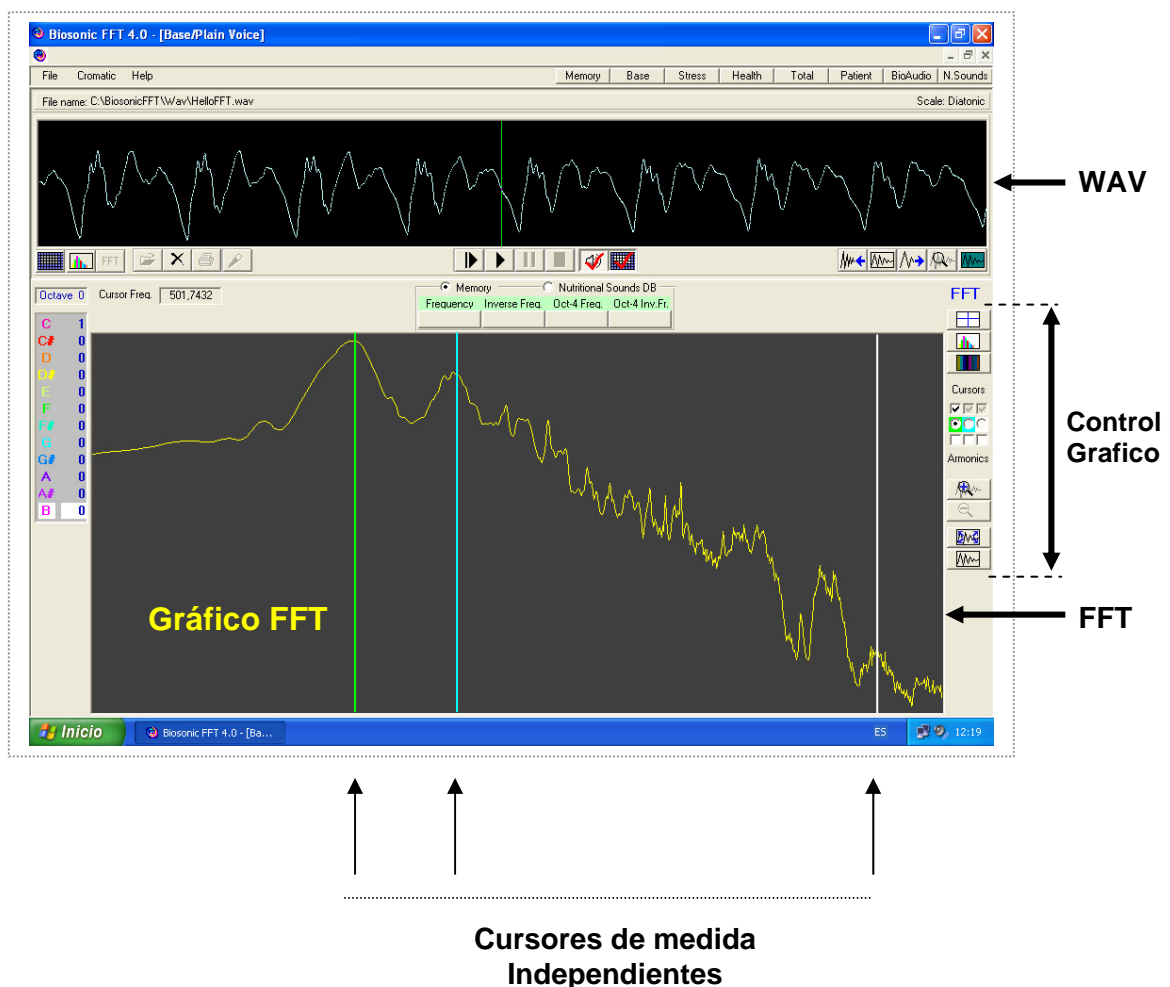 Biosonic FFT 4.0 - [Base/Plain Voice]
File Cromatic Help Memory Base Stress Health Total Patient BioAudio N.Sounds
File name: C:\BiosonicFFT\Wav\HelloFFT.wav Scale: Diatonic
WAV
FFT
Octave 0 Cursor Freq. 501,7432 Memory Nutritional Sounds DB FFT
Frequency Inverse Freq. Oct-4 Freq. Oct-4 Inv.Fr.
C 1
C# 0
D 0
D# 0
E 0
F 0
F# 0
G 0
G# 0
A 0
A# 0
B 0
Cursors
Armonics
Control
Grafico
Gráfico FFT
FFT
Inicio Biosonic FFT 4.0 - [Ba... ES 12:19
Cursores de medida
Independientes